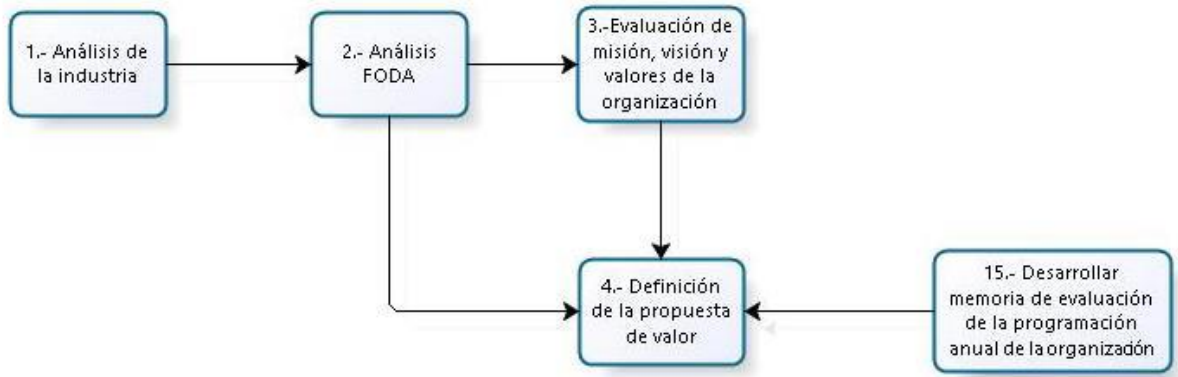 1.- Análisis de
la industria
2.- Análisis
FODA
3.-Evaluación de
misión, visión y
valores de la
organización
4.- Definición
de la propuesta
de valor
15.- Desarrollar
memoria de evaluación
de la programación
anual de la organización